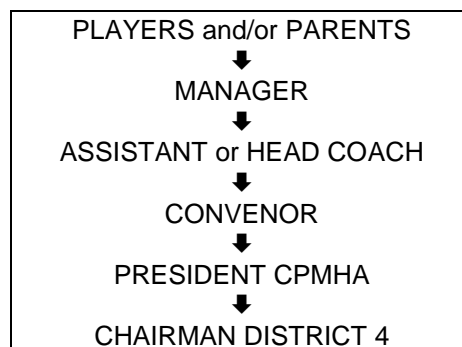 PLAYERS and/or PARENTS
MANAGER
ASSISTANT or HEAD COACH
CONVENOR
PRESIDENT CPMHA
CHAIRMAN DISTRICT 4